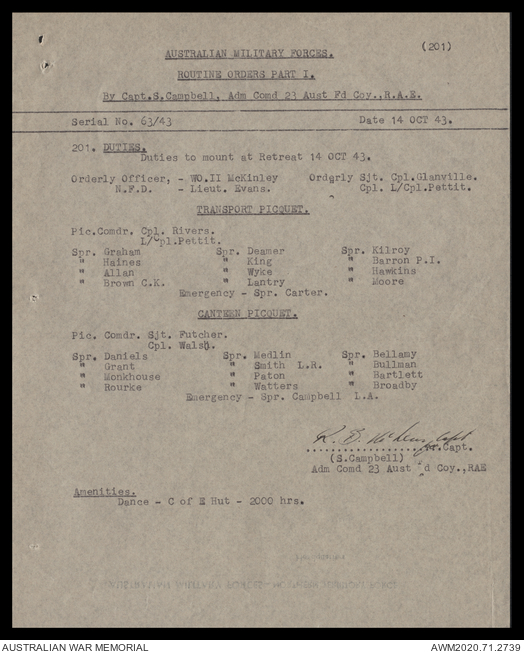 (201)
AUSTRALIAN MILITARY FORCES.
ROUTINE ORDERS PART I.
By Capt.S.Campbell, Adm Comd 23 Aust Fd Coy.,R.A.E.
Serial No. 63/43 Date 14 OCT 43.
201. DUTIES.
Duties to mount at Retreat 14 OCT 43.
Orderly Officer, - WO.II McKinley Orderly Sjt. Cpl.Glanville.
N.F.D. - Lieut. Evans. Cpl. L/Cpl.Pettit.
TRANSPORT PICQUET.
Pic.Comdr. Cpl. Rivers.
L/Cpl.Pettit.
Spr. Graham Spr. Deamer Spr. Kilroy
" Haines " King " Barron P.I.
" Allan " Wyke " Hawkins
" Brown C.K. " Lantry " Moore
Emergency - Spr. Carter.
CANTEEN PICQUET.
Pic. Comdr. Sjt. Futcher.
Cpl. Walsh.
Spr. Daniels Spr. Medlin Spr. Bellamy
" Grant " Smith L.R. " Bullman
" Monkhouse " Paton " Bartlett
" Rourke " Watters " Broadby
Emergency - Spr. Campbell L.A.
Capt.
(S.Campbell)
Adm Comd 23 Aust Fd Coy.,RAE
Amenities.
Dance - C of E Hut - 2000 hrs.
AUSTRALIAN WAR MEMORIAL AWM2020.71.2739